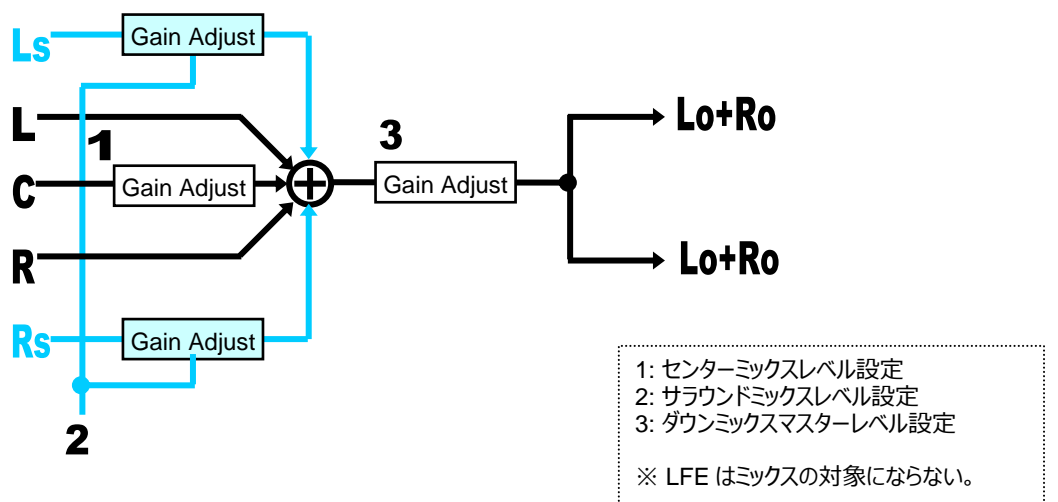 Ls
Gain Adjust
L
1
3
Lo+Ro
C
Gain Adjust
Gain Adjust
R
Lo+Ro
Rs
Gain Adjust
2
1: センターミックスレベル設定
2: サラウンドミックスレベル設定
3: ダウンミックスマスターレベル設定
※ LFE はミックスの対象にならない。